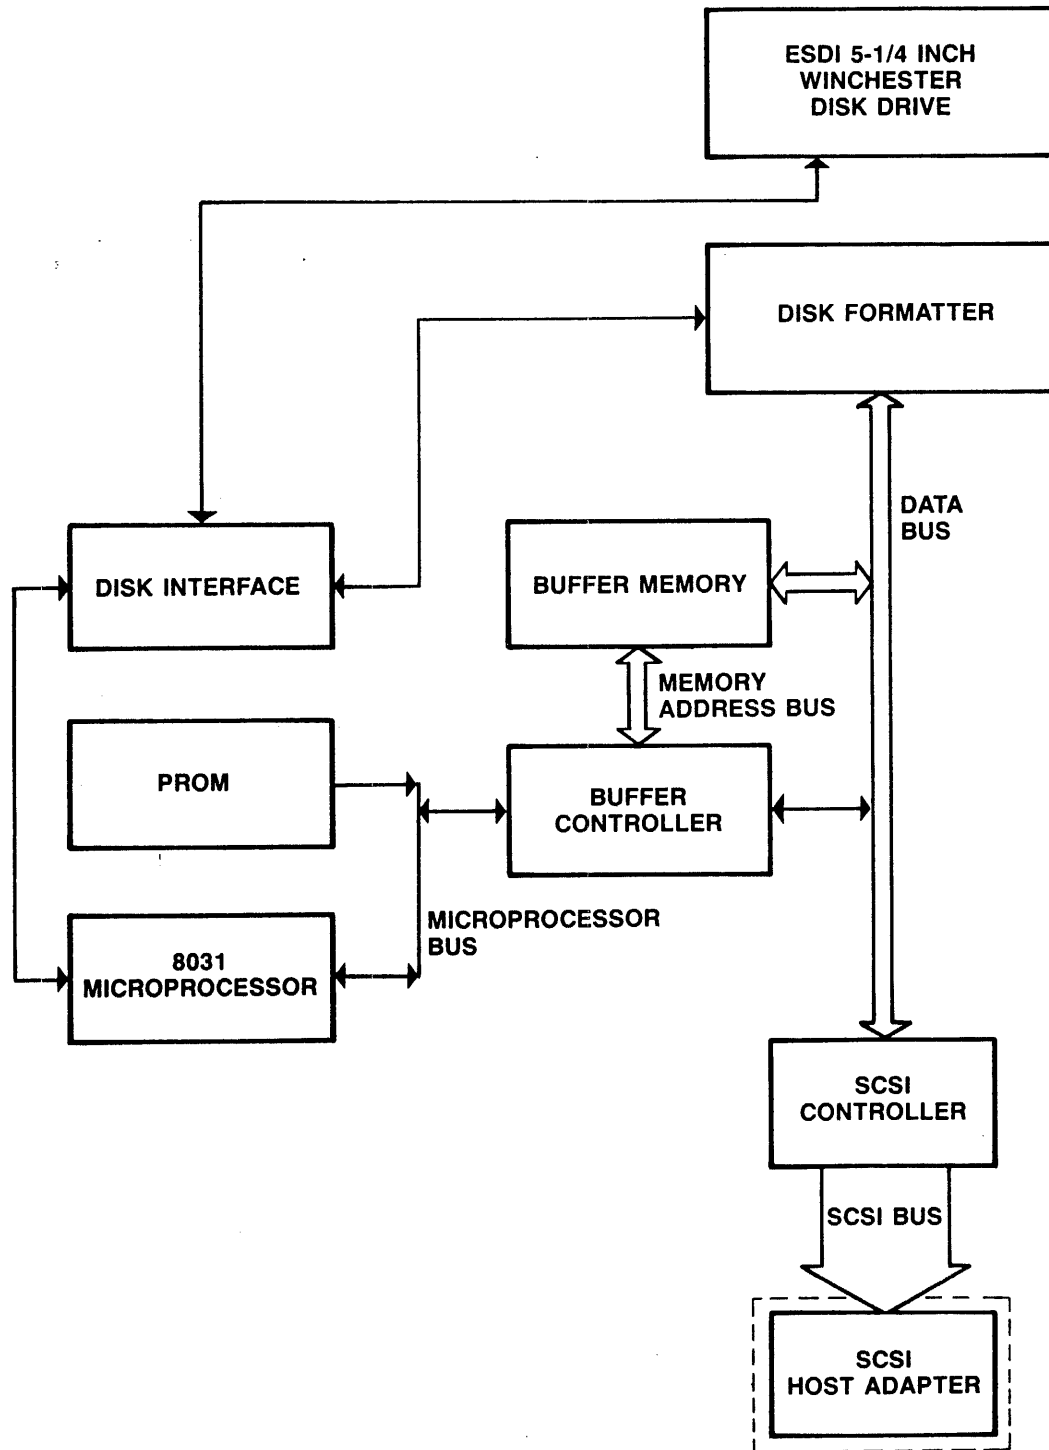 ESDI 5-1/4 INCH
WINCHESTER
DISK DRIVE
DISK FORMATTER
DATA
BUS
DISK INTERFACE
BUFFER MEMORY
MEMORY
ADDRESS BUS
PROM
BUFFER
CONTROLLER
MICROPROCESSOR
BUS
8031
MICROPROCESSOR
SCSI
CONTROLLER
SCSI BUS
SCSI
HOST ADAPTER